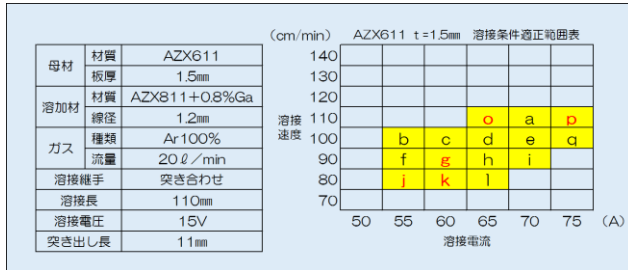 母材 材質 AZX611
板厚 1.5㎜
溶加材 材質 AZX811+0.8%Ga
線径 1.2㎜
ガス 種類 Ar100%
流量 20ℓ/min
溶接継手 突き合わせ
溶接長 110㎜
溶接電圧 15V
突き出し長 11㎜
(cm/min) AZX611 t=1.5㎜ 溶接条件適正範囲表
140
130
120
溶接速度
110 o a p
100 b c d e q
90 f g h i
80 j k l
70
50 55 60 65 70 75 (A)
溶接電流